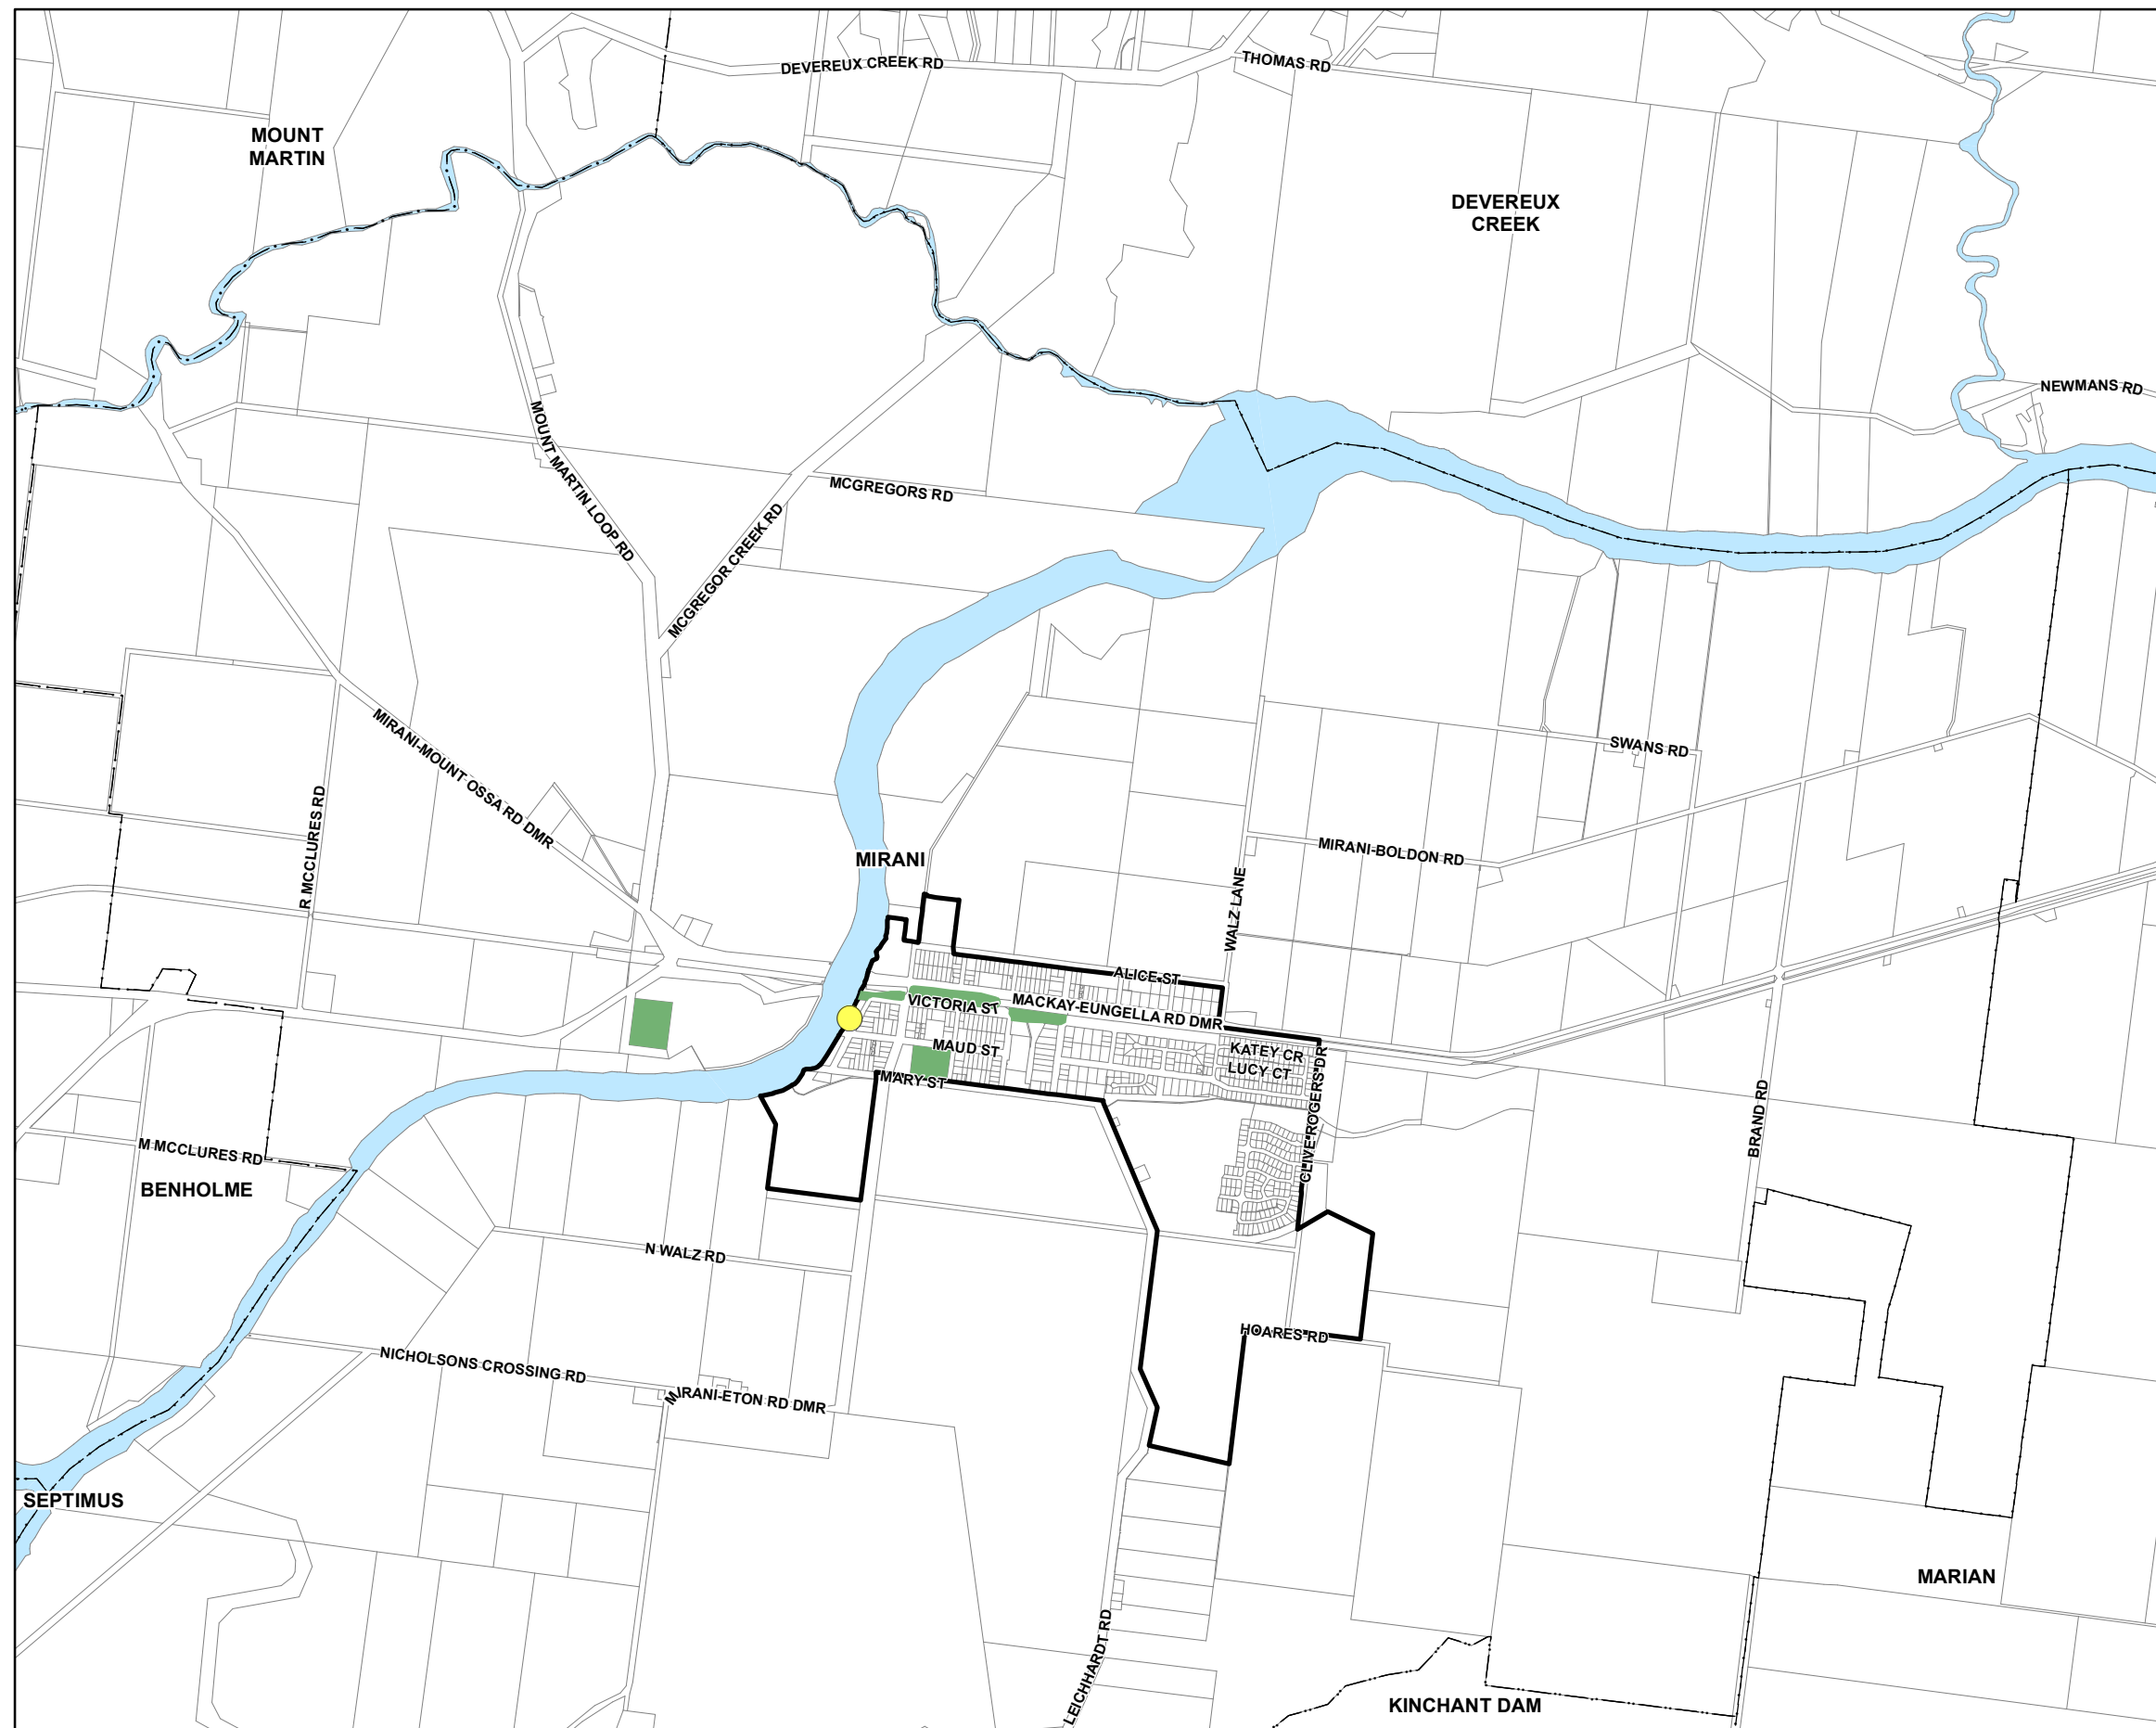 DEVEREUX CREEK RD
THOMAS RD
MOUNT
MARTIN
DEVEREUX
CREEK
NEWMANS RD
MOUNT MARTIN LOOP RD
MCGREGORS RD
MCGREGOR CREEK RD
MIRANI-MOUNT OSSA RD DMR
SWANS RD
R MCCLURES RD
MIRANI
MIRANI-BOLDON RD
WALZ LANE
ALICE ST
VICTORIA ST
MACKAY-EUNGELLA RD DMR
MAUD ST
KATEY CR
LUCY CT
MARY ST
CLIVE ROGERS DR
BRAND RD
M MCCLURES RD
BENHOLME
N WALZ RD
HOARES RD
NICHOLSONS CROSSING RD
MIRANI-ETON RD DMR
SEPTIMUS
MARIAN
LEICHHARDT RD
KINCHANT DAM